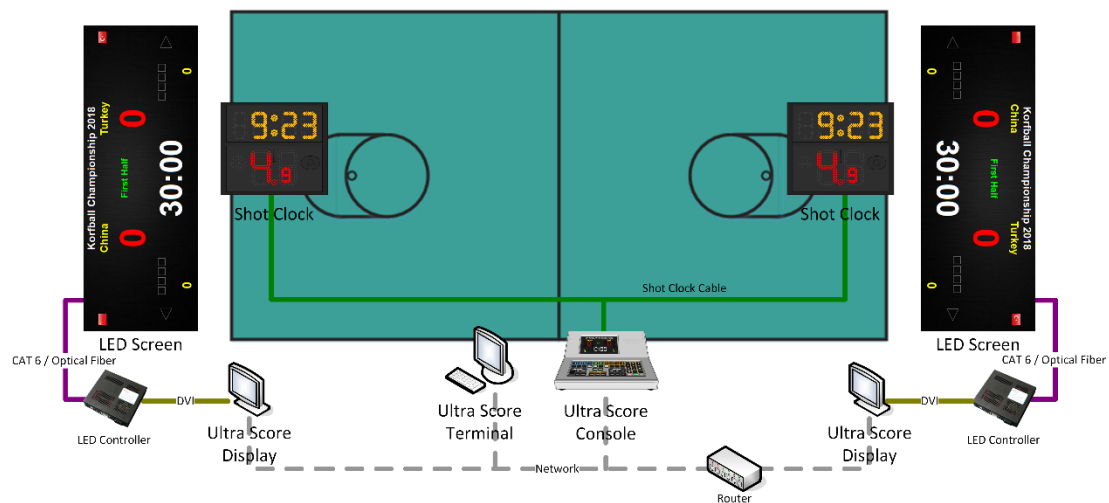 Korfball Championship 2018
China
Turkey
0
0
First Half
30:00
0
0
LED Screen
9:23
4.9
Shot Clock
9:23
4.9
Shot Clock
Korfball Championship 2018
China
Turkey
0
0
First Half
30:00
0
0
LED Screen
Shot Clock Cable
CAT 6 / Optical Fiber
CAT 6 / Optical Fiber
DVI
LED Controller
Ultra Score
Display
Ultra Score
Terminal
Ultra Score
Console
Ultra Score
Display
DVI
LED Controller
Network
Router